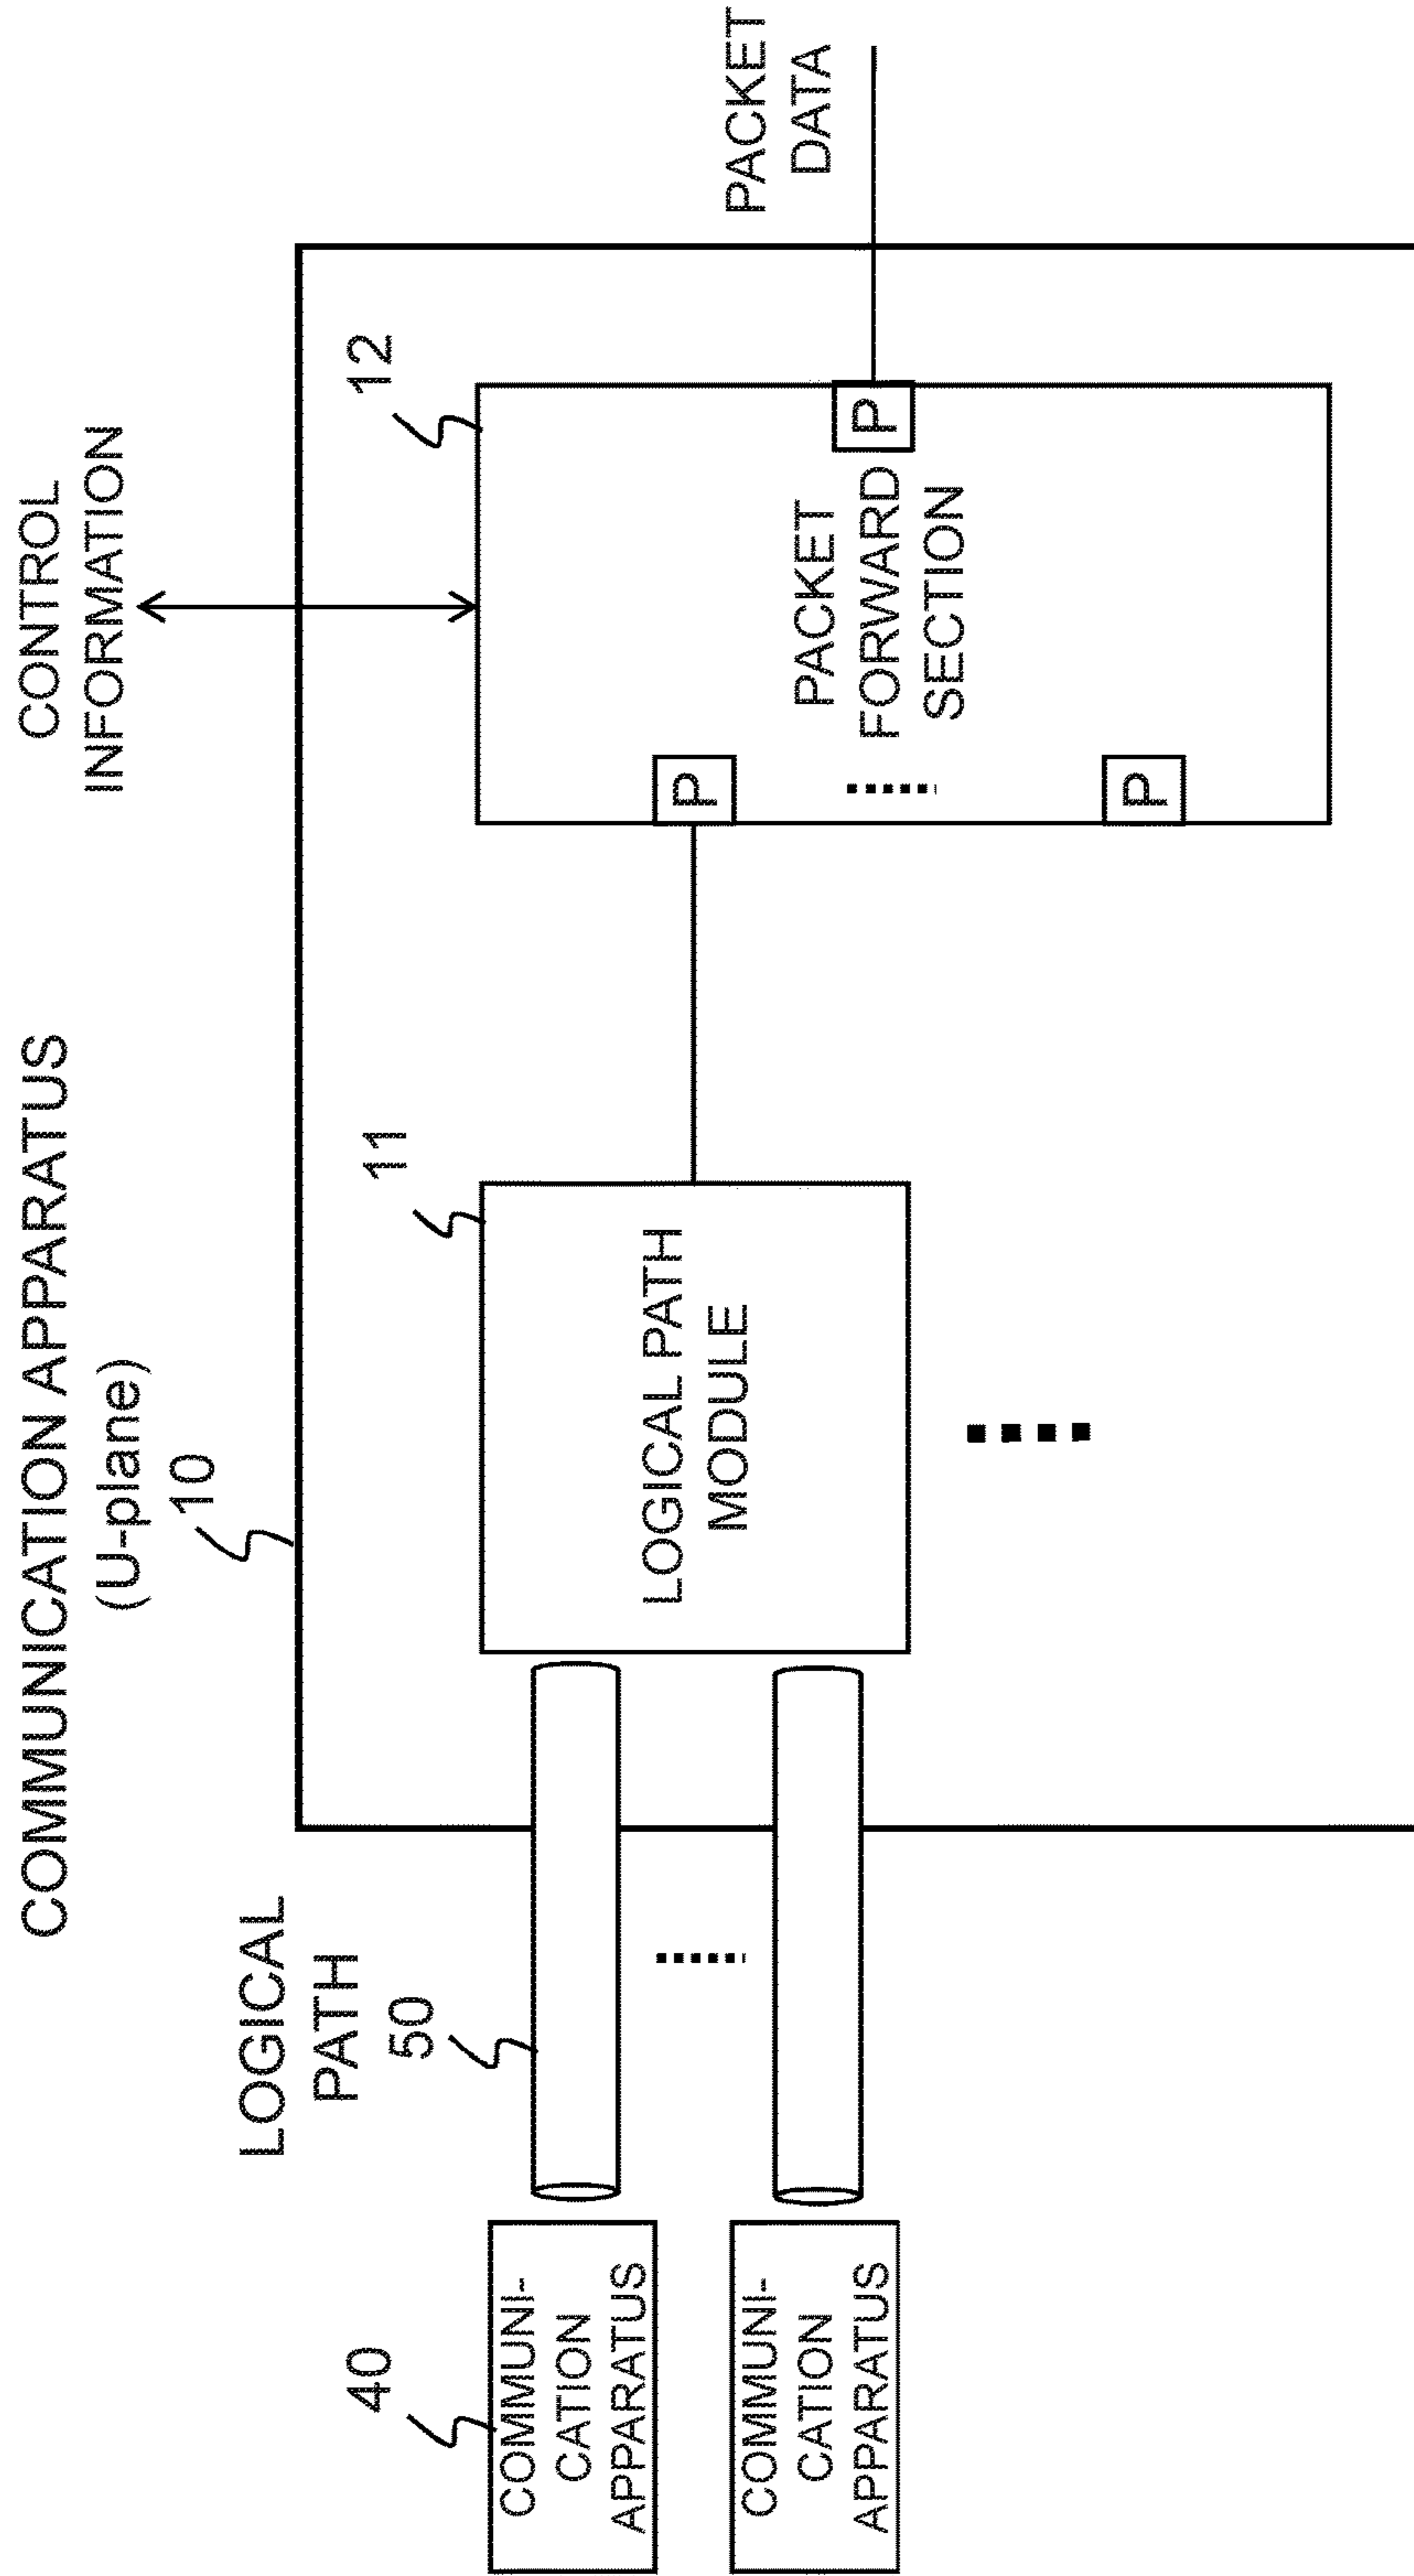 COMMUNICATION APPARATUS
(U-plane)
10
CONTROL
INFORMATION
LOGICAL
PATH
50
40
COMMUNI-
CATION
APPARATUS
COMMUNI-
CATION
APPARATUS
11
LOGICAL PATH
MODULE
12
P
P
PACKET
FORWARD
SECTION
P
PACKET
DATA